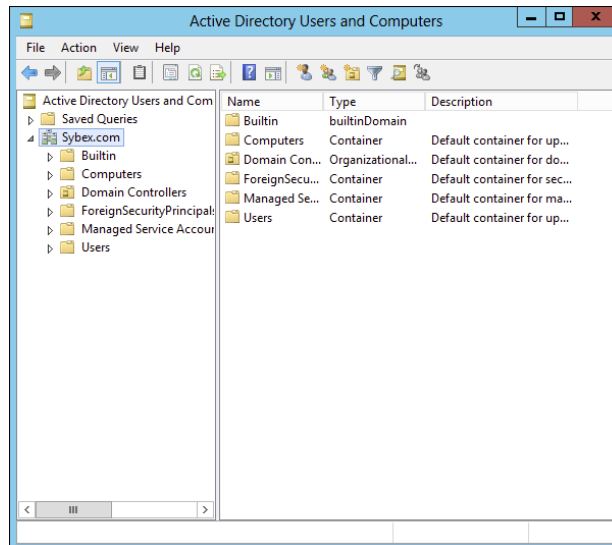 Active Directory Users and Computers
File Action View Help
Active Directory Users and Com
Saved Queries
Sybex.com
Builtin
Computers
Domain Controllers
ForeignSecurityPrincipals
Managed Service Accour
Users
Name Type Description
Builtin builtinDomain
Computers Container Default container for up...
Domain Con... Organizational... Default container for do...
ForeignSecu... Container Default container for sec...
Managed Se... Container Default container for ma...
Users Container Default container for up...